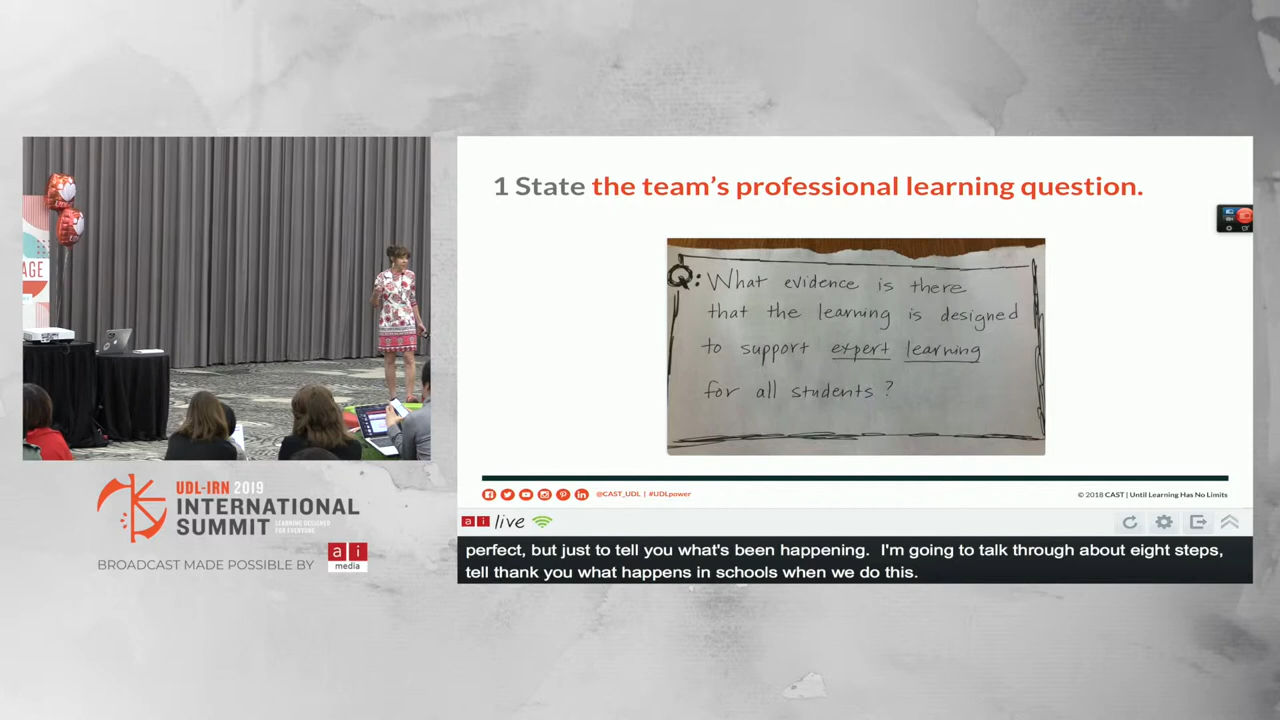 AGE
1 State the team's professional learning question.
Q: What evidence is there
that the learning is designed
to support expert learning
for all students?
@CAST_UDL | #UDLpower
© 2018 CAST | Until Learning Has No Limits
ai live
perfect, but just to tell you what's been happening. I'm going to talk through about eight steps,
tell thank you what happens in schools when we do this.
UDL-IRN 2019
INTERNATIONAL
SUMMIT
LEARNING DESIGNED
FOR EVERYONE
BROADCAST MADE POSSIBLE BY
ai
media